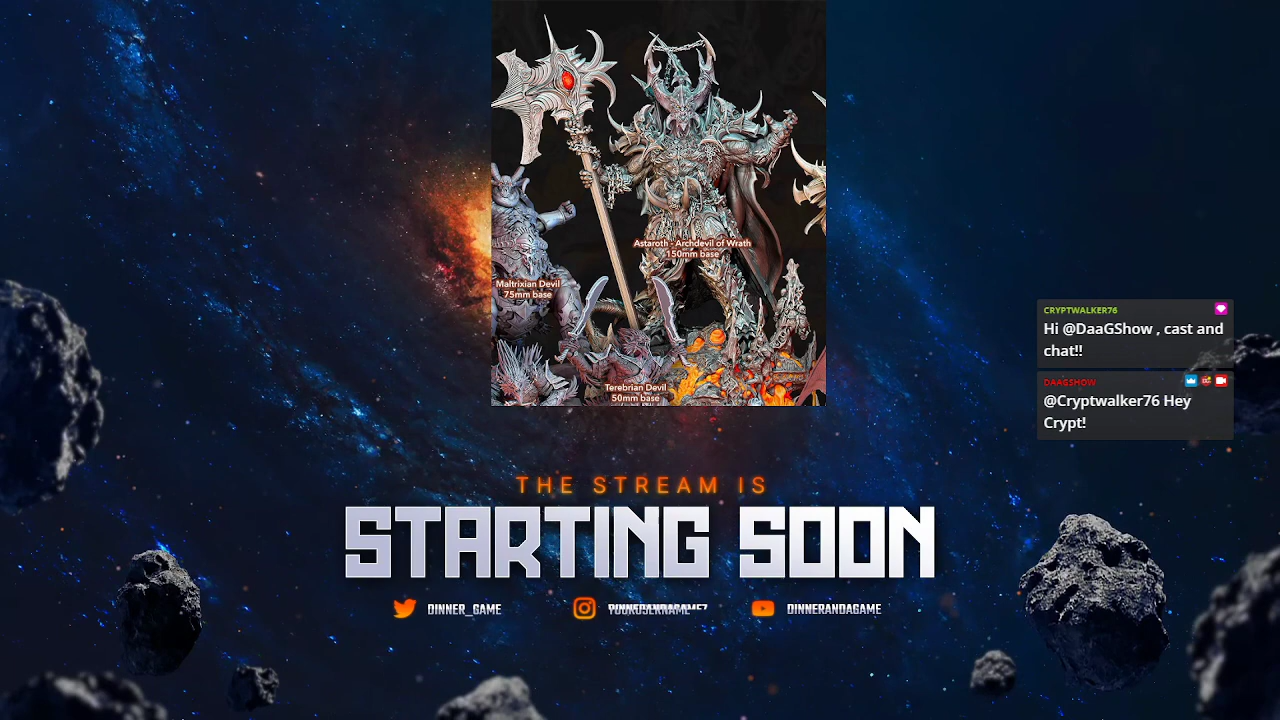 Astaroth - Archdevil of Wrath
150mm base
Maltrixian Devil
75mm base
Terebrian Devil
50mm base
CRYPTWALKER76
Hi @DaaGShow , cast and
chat!!
DAAGSHOW
@Cryptwalker76 Hey
Crypt!
THE STREAM IS
STARTING SOON
DINNER_GAME
DINNERANDAGAME